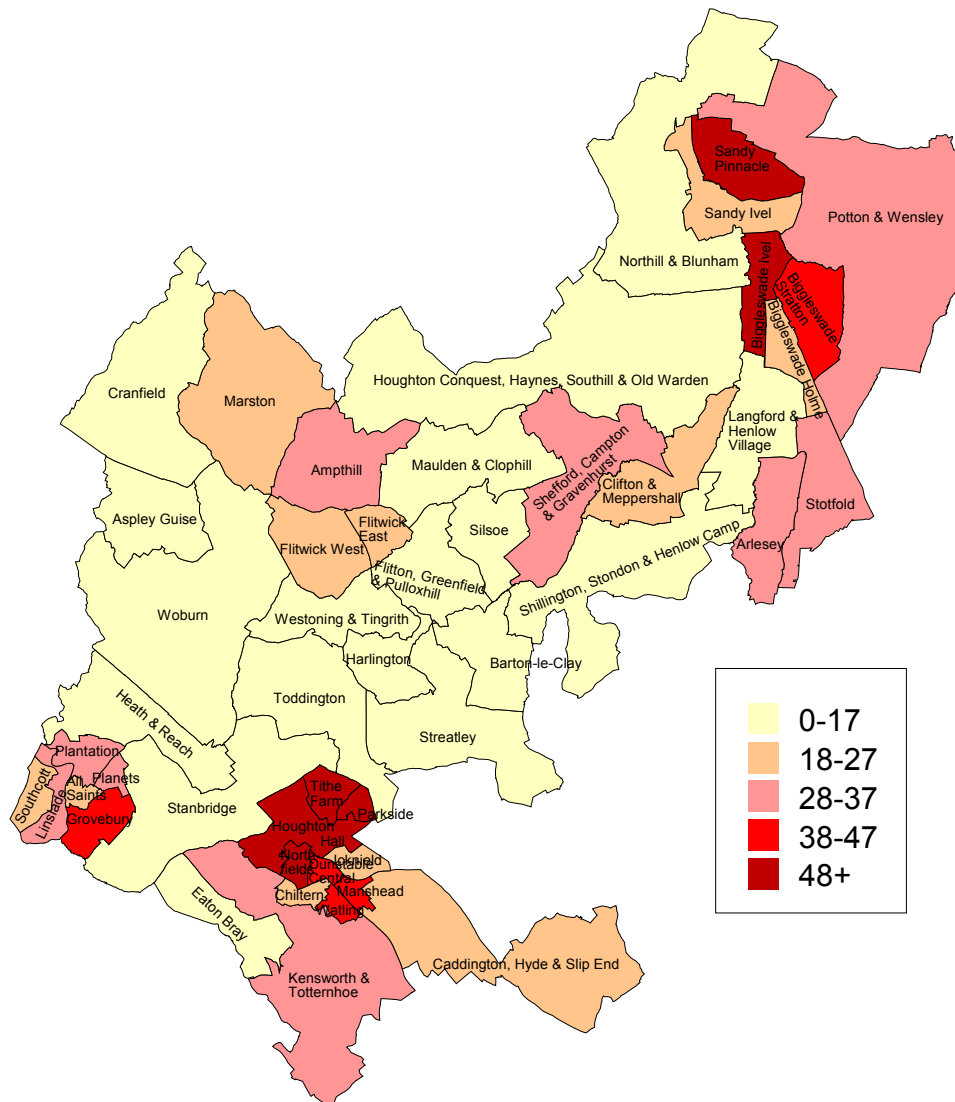 Sandy
Pinnacle
Sandy Ivel
Potton & Wensley
Northill & Blunham
Biggleswade Ivel
Biggleswade
Stratton
Biggleswade Holme
Cranfield
Marston
Houghton Conquest, Haynes, Southill & Old Warden
Langford &
Henlow
Village
Ampthill
Maulden & Clophill
Shefford, Campton
& Gravenhurst
Clifton &
Meppershall
Stotfold
Aspley Guise
Flitwick
East
Flitwick West
Silsoe
Arlesey
Flitton, Greenfield
& Pulloxhill
Shillington, Stondon & Henlow Camp
Woburn
Westoning & Tingrith
Harlington
Barton-le-Clay
Toddington
Heath & Reach
Streatley
Plantation
Planets
Southcott
All
Saints
Linslade
Grovebury
Stanbridge
Tithe
Farm
Parkside
Houghton
Hall
North
fields
Icknield
Dunstable
Central
Manshead
Chiltern
Watling
Eaton Bray
Caddington, Hyde & Slip End
Kensworth &
Totternhoe
0-17
18-27
28-37
38-47
48+